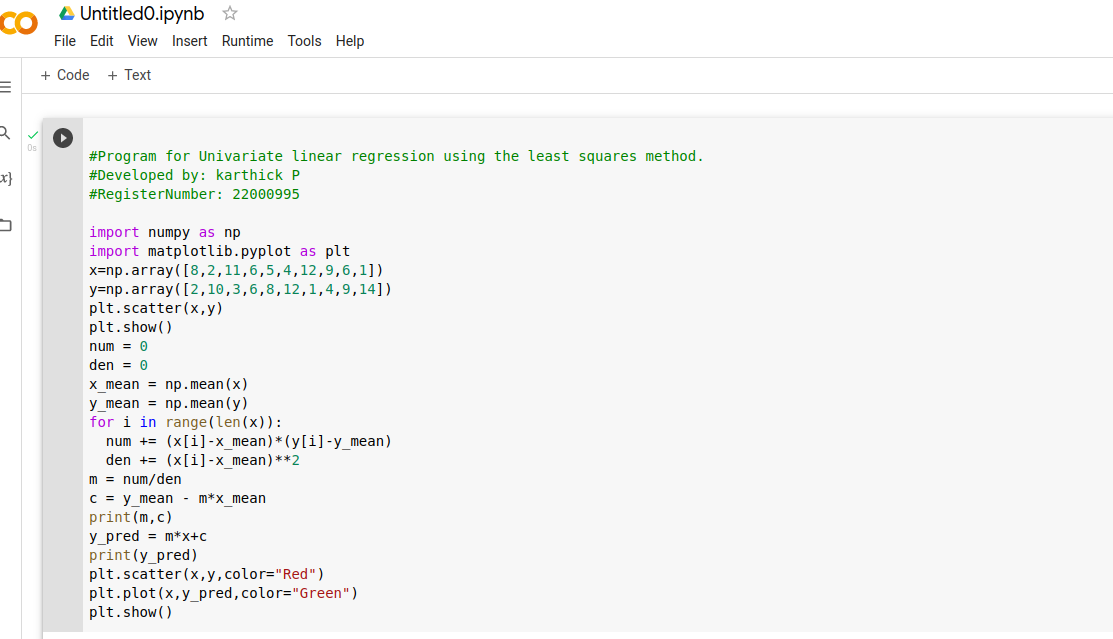 Untitled0.ipynb
File Edit View Insert Runtime Tools Help
+ Code + Text
0s
{x}
#Program for Univariate linear regression using the least squares method.
#Developed by: karthick P
#RegisterNumber: 22000995
import numpy as np
import matplotlib.pyplot as plt
x=np.array([8,2,11,6,5,4,12,9,6,1])
y=np.array([2,10,3,6,8,12,1,4,9,14])
plt.scatter(x,y)
plt.show()
num = 0
den = 0
x_mean = np.mean(x)
y_mean = np.mean(y)
for i in range(len(x)):
  num += (x[i]-x_mean)*(y[i]-y_mean)
  den += (x[i]-x_mean)**2
m = num/den
c = y_mean - m*x_mean
print(m,c)
y_pred = m*x+c
print(y_pred)
plt.scatter(x,y,color="Red")
plt.plot(x,y_pred,color="Green")
plt.show()